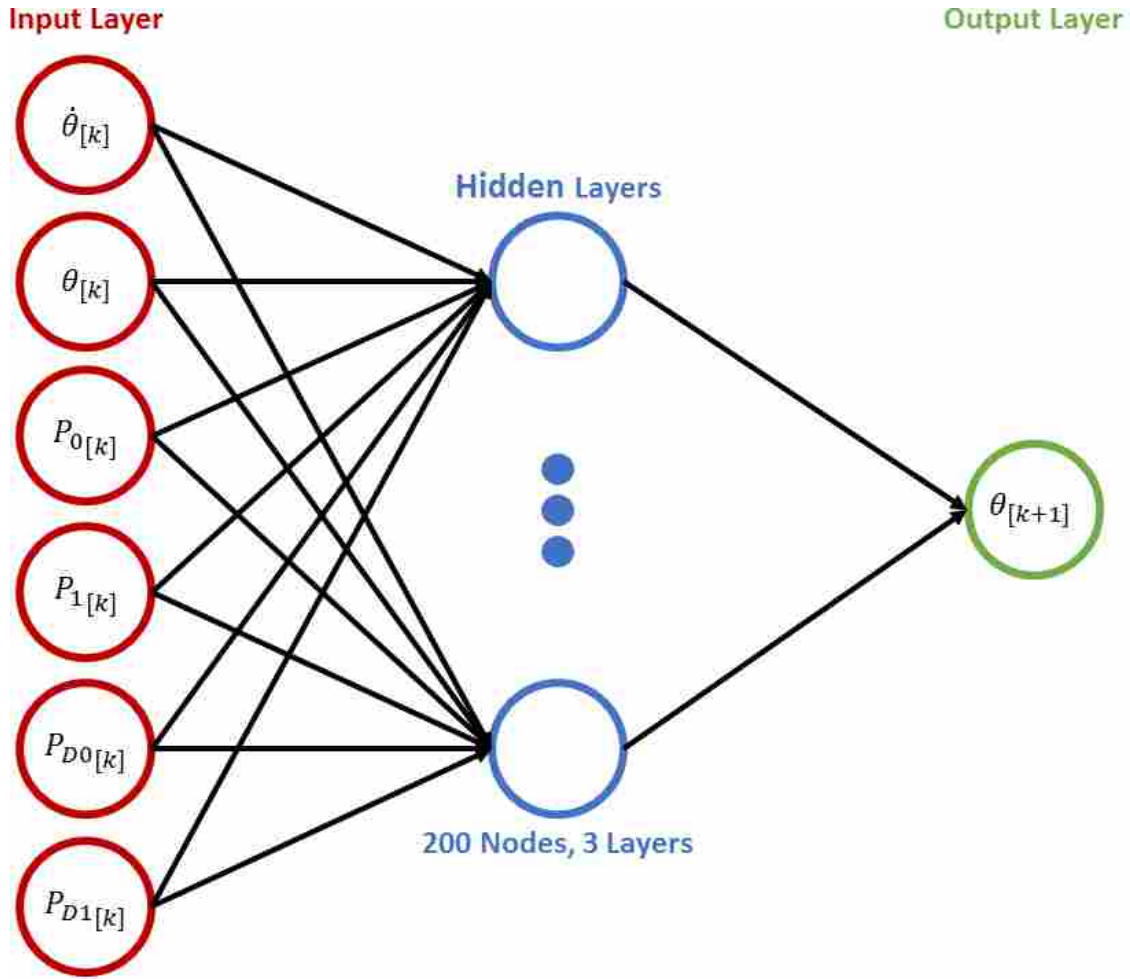 Input Layer
Output Layer
θ̇[k]
Hidden Layers
θ[k]
P0[k]
P1[k]
θ[k+1]
PD0[k]
200 Nodes, 3 Layers
PD1[k]